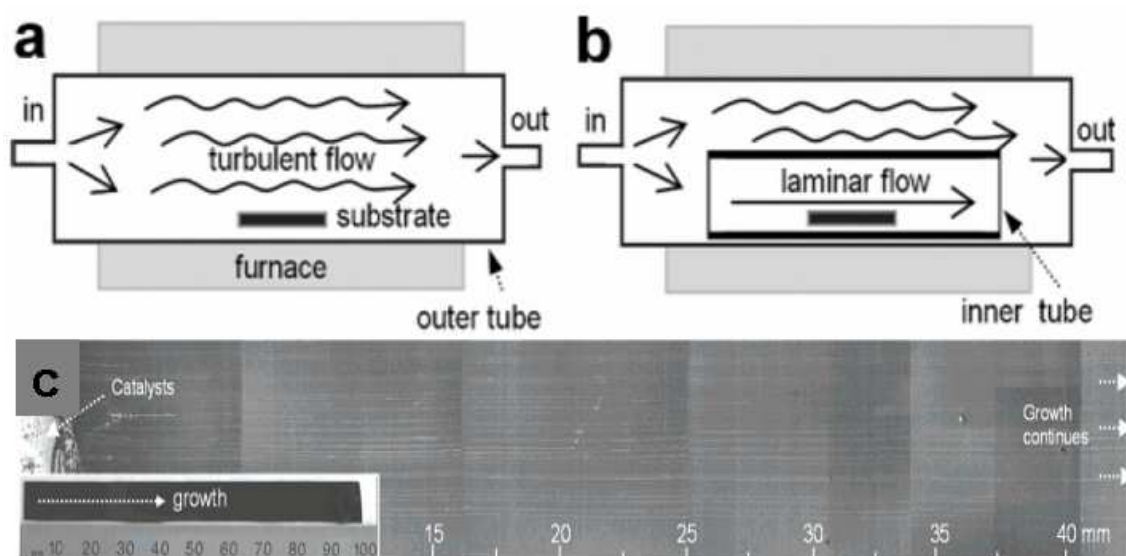 a
in
turbulent flow
out
substrate
furnace
outer tube
b
in
laminar flow
out
inner tube
c
Catalysts
Growth
continues
growth
10 20 30 40 50 60 70 80 90 100
15 20 25 30 35 40 mm